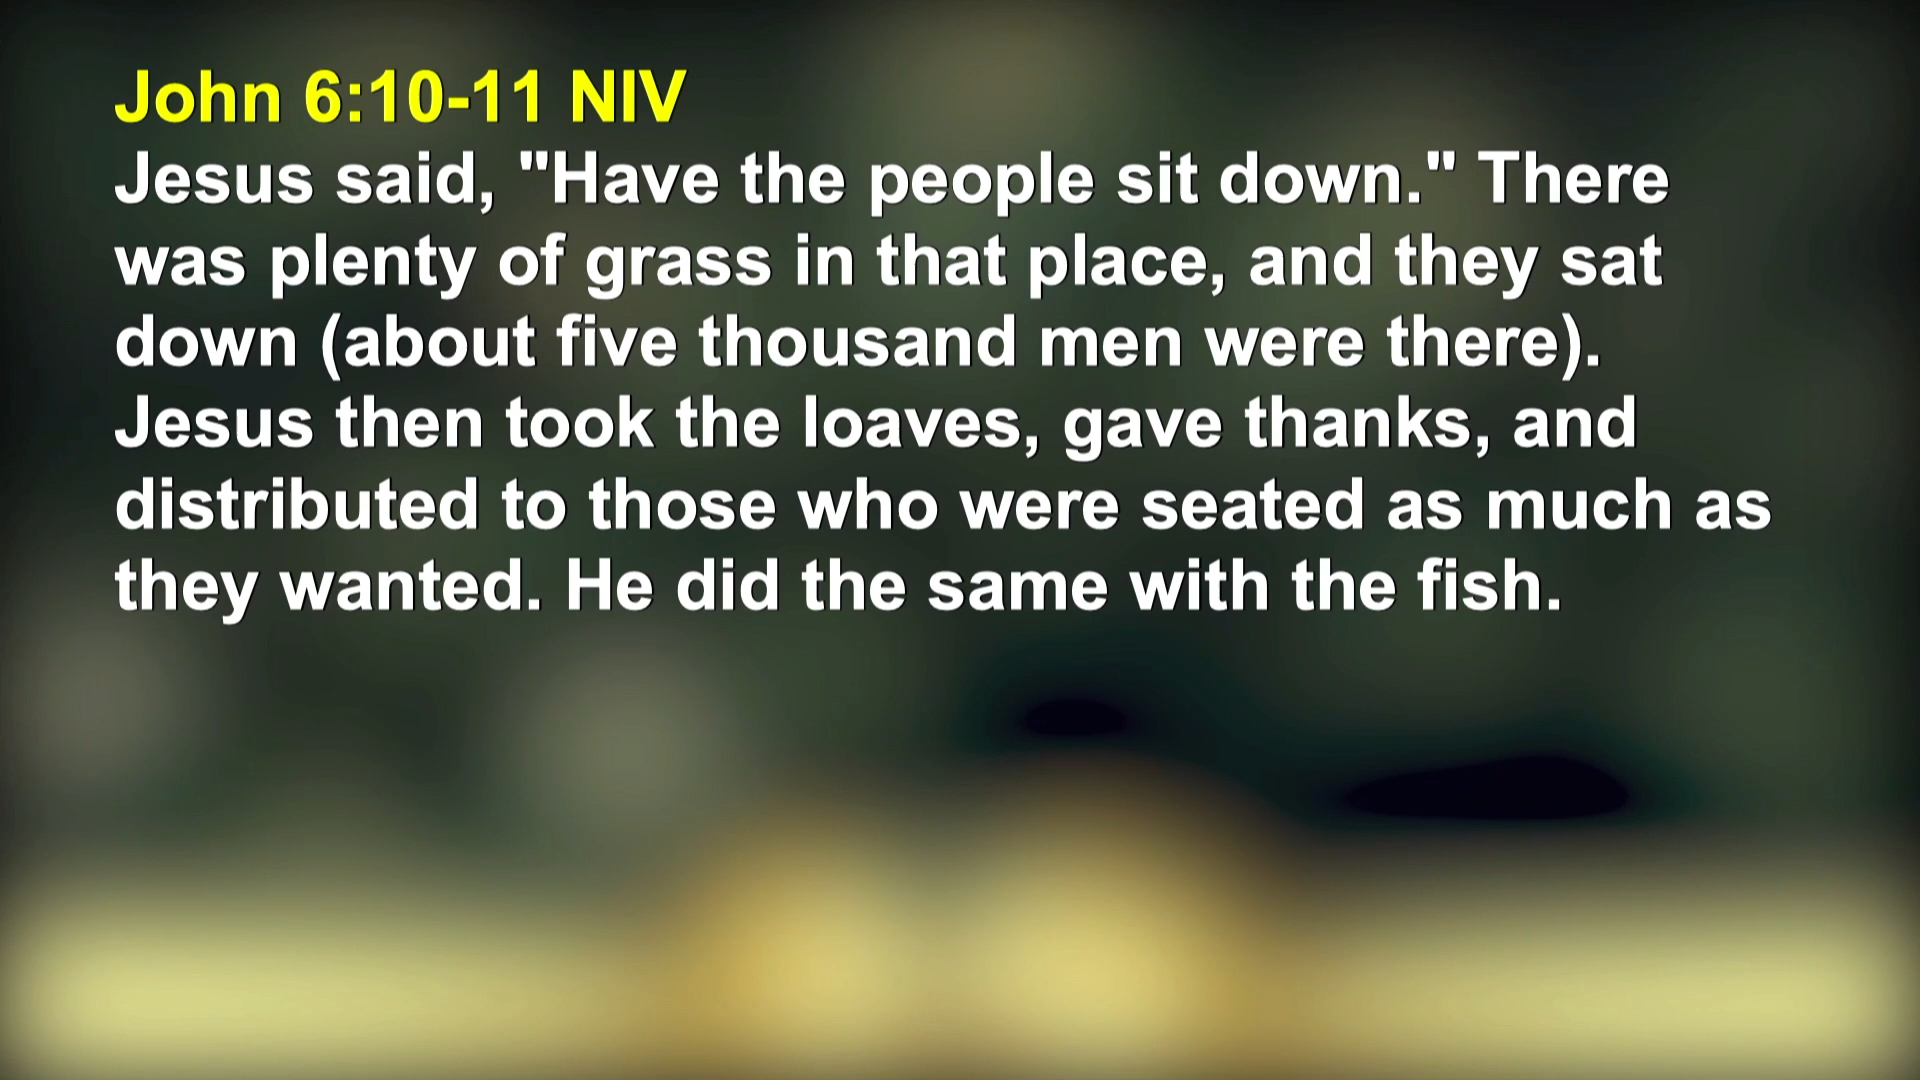 John 6:10-11 NIV
Jesus said, "Have the people sit down." There
was plenty of grass in that place, and they sat
down (about five thousand men were there).
Jesus then took the loaves, gave thanks, and
distributed to those who were seated as much as
they wanted. He did the same with the fish.